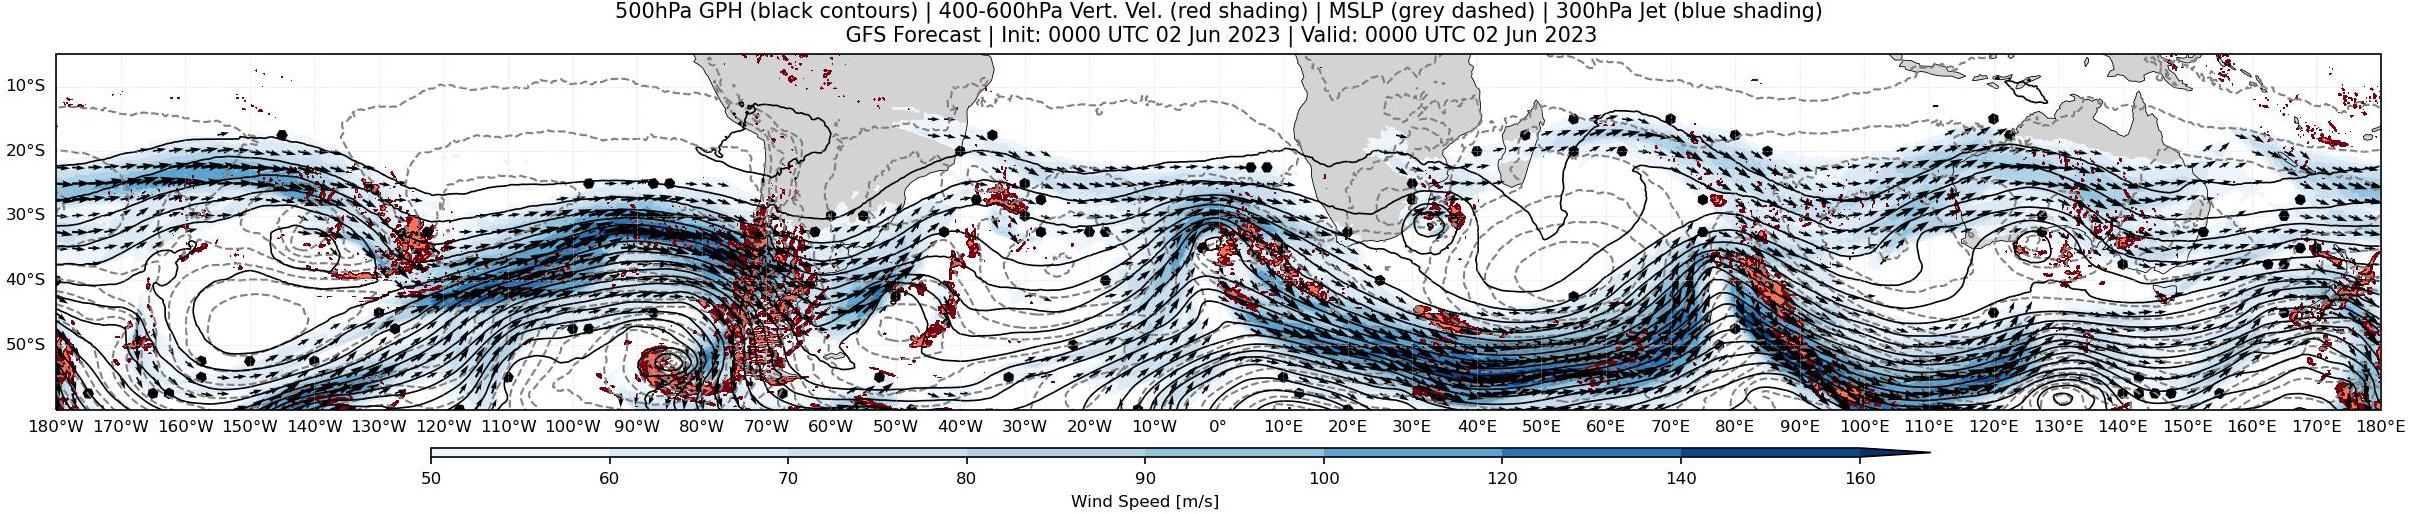 500hPa GPH (black contours) | 400-600hPa Vert. Vel. (red shading) | MSLP (grey dashed) | 300hPa Jet (blue shading)
GFS Forecast | Init: 0000 UTC 02 Jun 2023 | Valid: 0000 UTC 02 Jun 2023
10°S
20°S
30°S
40°S
50°S
180°W 170°W 160°W 150°W 140°W 130°W 120°W 110°W 100°W 90°W 80°W 70°W 60°W 50°W 40°W 30°W 20°W 10°W 0° 10°E 20°E 30°E 40°E 50°E 60°E 70°E 80°E 90°E 100°E 110°E 120°E 130°E 140°E 150°E 160°E 170°E 180°E
50 60 70 80 90 100 120 140 160
Wind Speed [m/s]